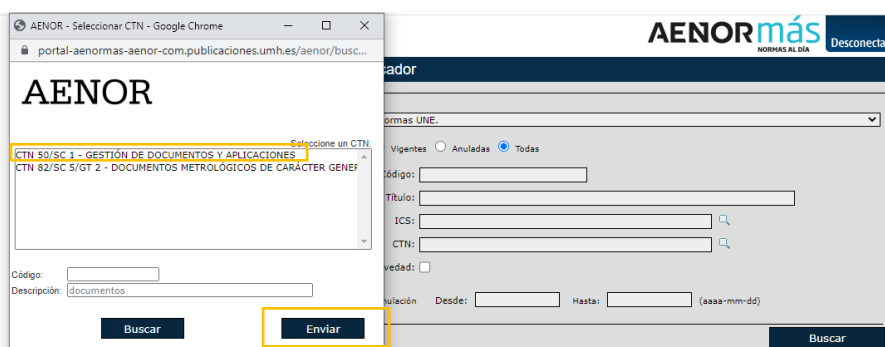 AENOR - Seleccionar CTN - Google Chrome
portal-aenormas-aenor-com.publicaciones.umh.es/aenor/busc...
AENOR
Seleccione un CTN:
CTN 50/SC 1 - GESTIÓN DE DOCUMENTOS Y APLICACIONES
CTN 82/SC 5/GT 2 - DOCUMENTOS METROLÓGICOS DE CARÁCTER GENER
Código:
Descripción: documentos
Buscar Enviar
AENORmás
NORMAS AL DÍA
Desconecta
cador
ormas UNE.
Vigentes Anuladas Todas
Código:
Título:
ICS:
CTN:
vedad:
nulación Desde: Hasta: (aaaa-mm-dd)
Buscar